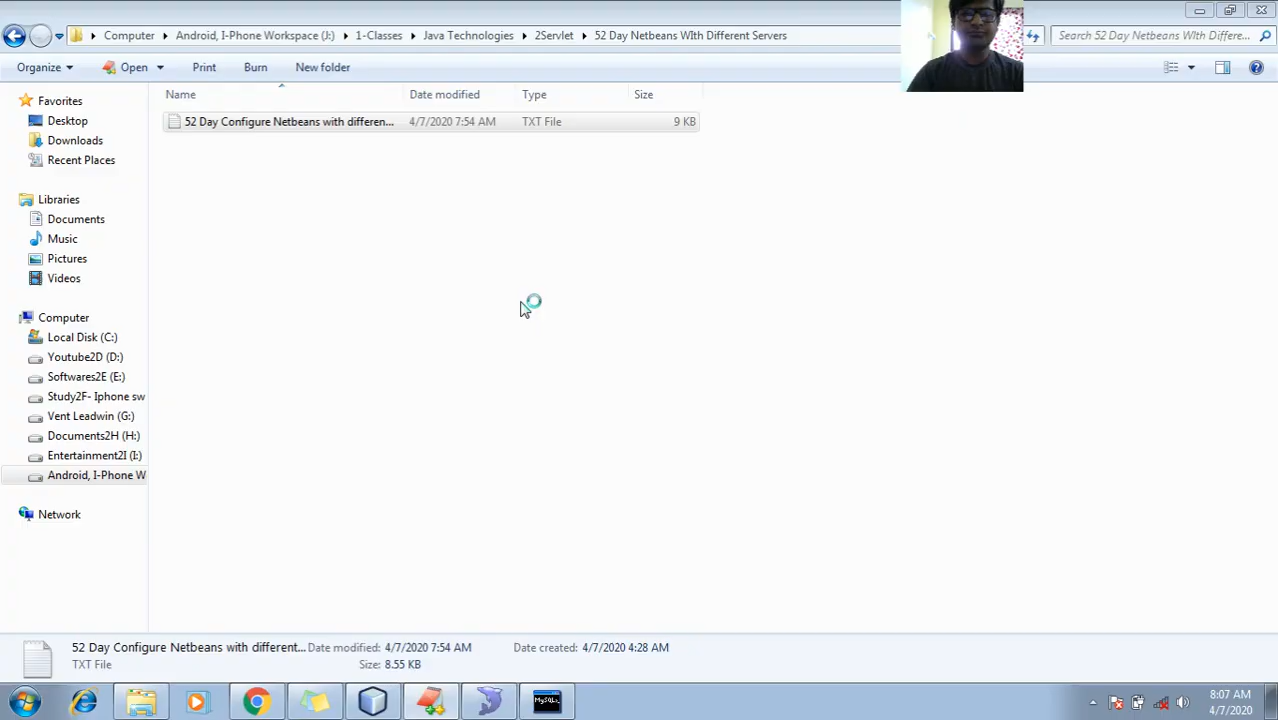 Computer Android, I-Phone Workspace (J:) 1-Classes Java Technologies 2Servlet 52 Day Netbeans WIth Different Servers Search 52 Day Netbeans WIth Differe...
Organize Open Print Burn New folder
Name Date modified Type Size
52 Day Configure Netbeans with differen... 4/7/2020 7:54 AM TXT File 9 KB
Favorites
Desktop
Downloads
Recent Places
Libraries
Documents
Music
Pictures
Videos
Computer
Local Disk (C:)
Youtube2D (D:)
Softwares2E (E:)
Study2F- Iphone sw
Vent Leadwin (G:)
Documents2H (H:)
Entertainment2I (I:)
Android, I-Phone W
Network
52 Day Configure Netbeans with different... Date modified: 4/7/2020 7:54 AM Date created: 4/7/2020 4:28 AM
TXT File Size: 8.55 KB
MySQL
8:07 AM
4/7/2020